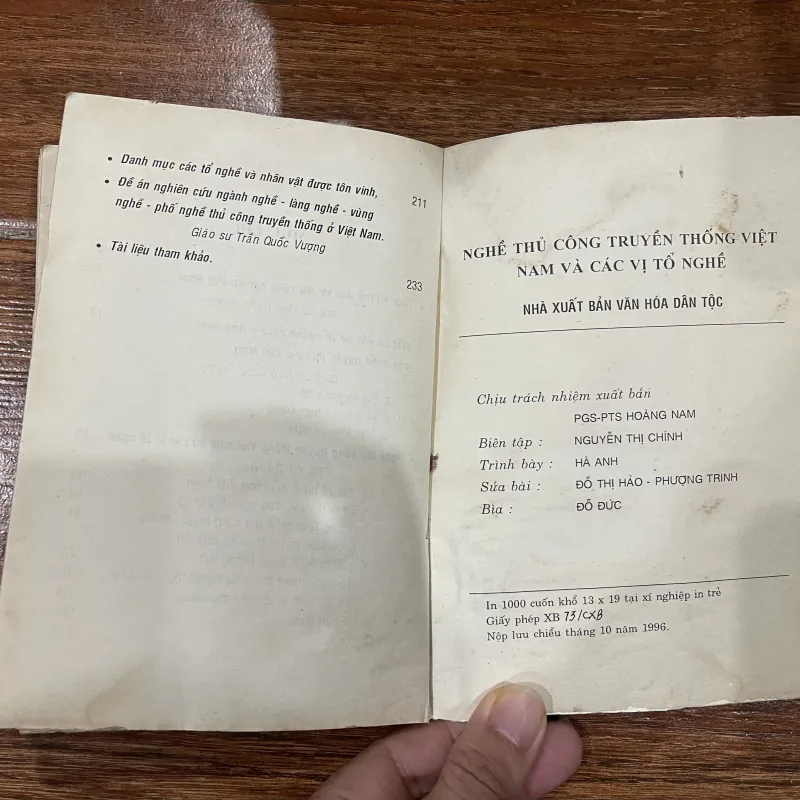 • Danh mục các tổ nghề và nhân vật được tôn vinh,
211
• Đề án nghiên cứu ngành nghề - làng nghề - vùng
nghề - phố nghề thủ công truyền thống ở Việt Nam.
Giáo sư Trần Quốc Vượng
• Tài liệu tham khảo.
233
NGHỀ THỦ CÔNG TRUYỀN THỐNG VIỆT
NAM VÀ CÁC VỊ TỔ NGHỀ
NHÀ XUẤT BẢN VĂN HÓA DÂN TỘC
Chịu trách nhiệm xuất bản
PGS-PTS HOÀNG NAM
Biên tập : NGUYỄN THỊ CHÍNH
Trình bày : HÀ ANH
Sửa bài : ĐỖ THỊ HẢO - PHƯỢNG TRINH
Bìa : ĐỖ ĐỨC
In 1000 cuốn khổ 13 x 19 tại xí nghiệp in trẻ
Giấy phép XB 73/CXB
Nộp lưu chiểu tháng 10 năm 1996.